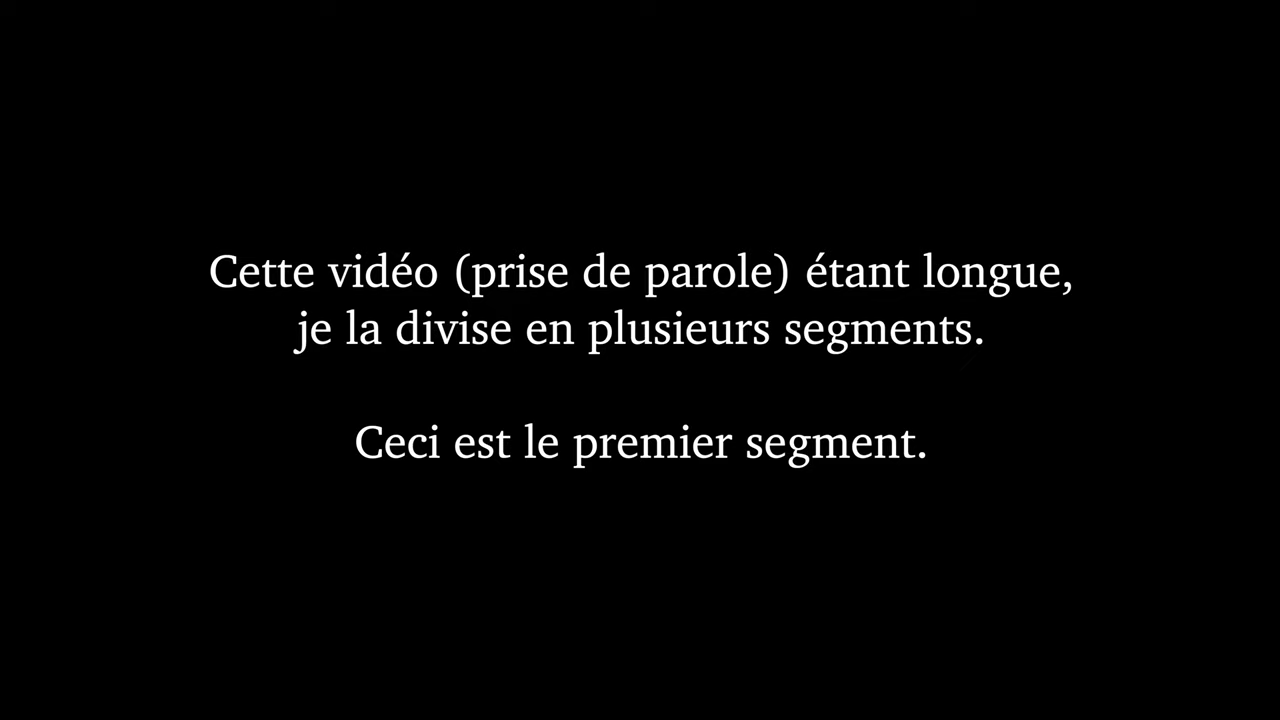 Cette vidéo (prise de parole) étant longue,
je la divise en plusieurs segments.
Ceci est le premier segment.